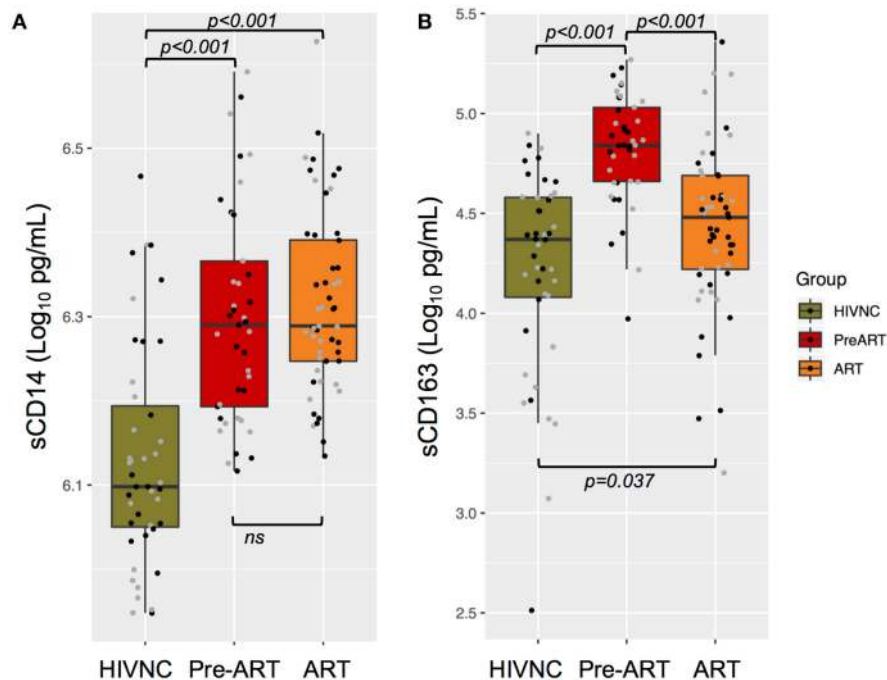 A
p<0.001
p<0.001
sCD14 (Log10 pg/mL)
6.5
6.3
6.1
ns
HIVNC Pre-ART ART
B
p<0.001 p<0.001
sCD163 (Log10 pg/mL)
5.5
5.0
4.5
4.0
3.5
3.0
2.5
p=0.037
HIVNC Pre-ART ART
Group
HIVNC
PreART
ART